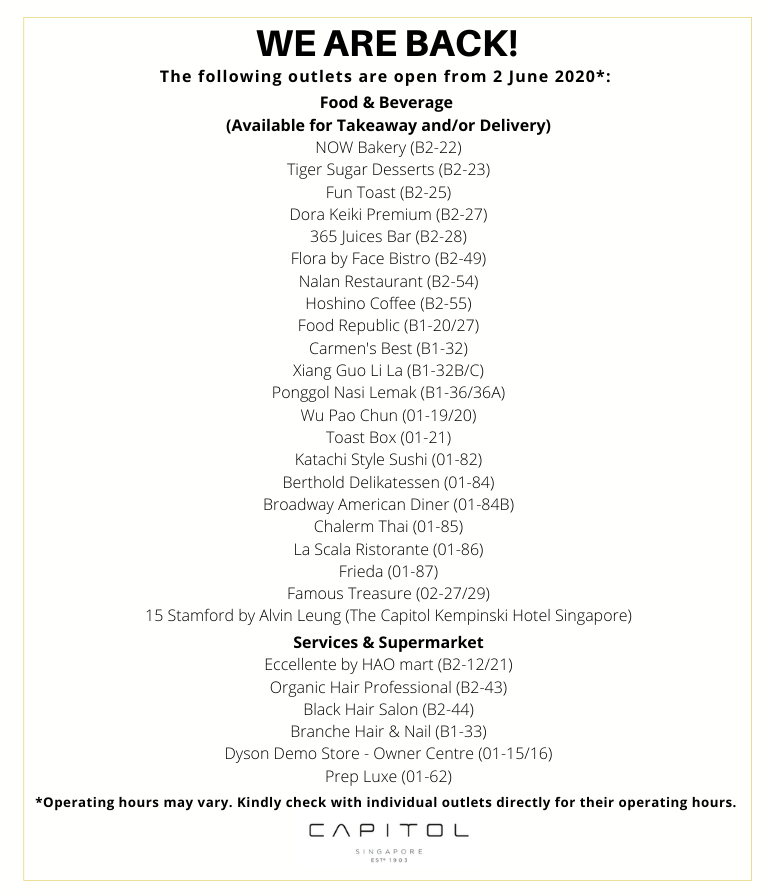 WE ARE BACK!
The following outlets are open from 2 June 2020*:
Food & Beverage
(Available for Takeaway and/or Delivery)
NOW Bakery (B2-22)
Tiger Sugar Desserts (B2-23)
Fun Toast (B2-25)
Dora Keiki Premium (B2-27)
365 Juices Bar (B2-28)
Flora by Face Bistro (B2-49)
Nalan Restaurant (B2-54)
Hoshino Coffee (B2-55)
Food Republic (B1-20/27)
Carmen's Best (B1-32)
Xiang Guo Li La (B1-32B/C)
Ponggol Nasi Lemak (B1-36/36A)
Wu Pao Chun (01-19/20)
Toast Box (01-21)
Katachi Style Sushi (01-82)
Berthold Delikatessen (01-84)
Broadway American Diner (01-84B)
Chalerm Thai (01-85)
La Scala Ristorante (01-86)
Frieda (01-87)
Famous Treasure (02-27/29)
15 Stamford by Alvin Leung (The Capitol Kempinski Hotel Singapore)
Services & Supermarket
Eccellente by HAO mart (B2-12/21)
Organic Hair Professional (B2-43)
Black Hair Salon (B2-44)
Branche Hair & Nail (B1-33)
Dyson Demo Store - Owner Centre (01-15/16)
Prep Luxe (01-62)
*Operating hours may vary. Kindly check with individual outlets directly for their operating hours.
CAPITOL
SINGAPORE
ESTD 1903